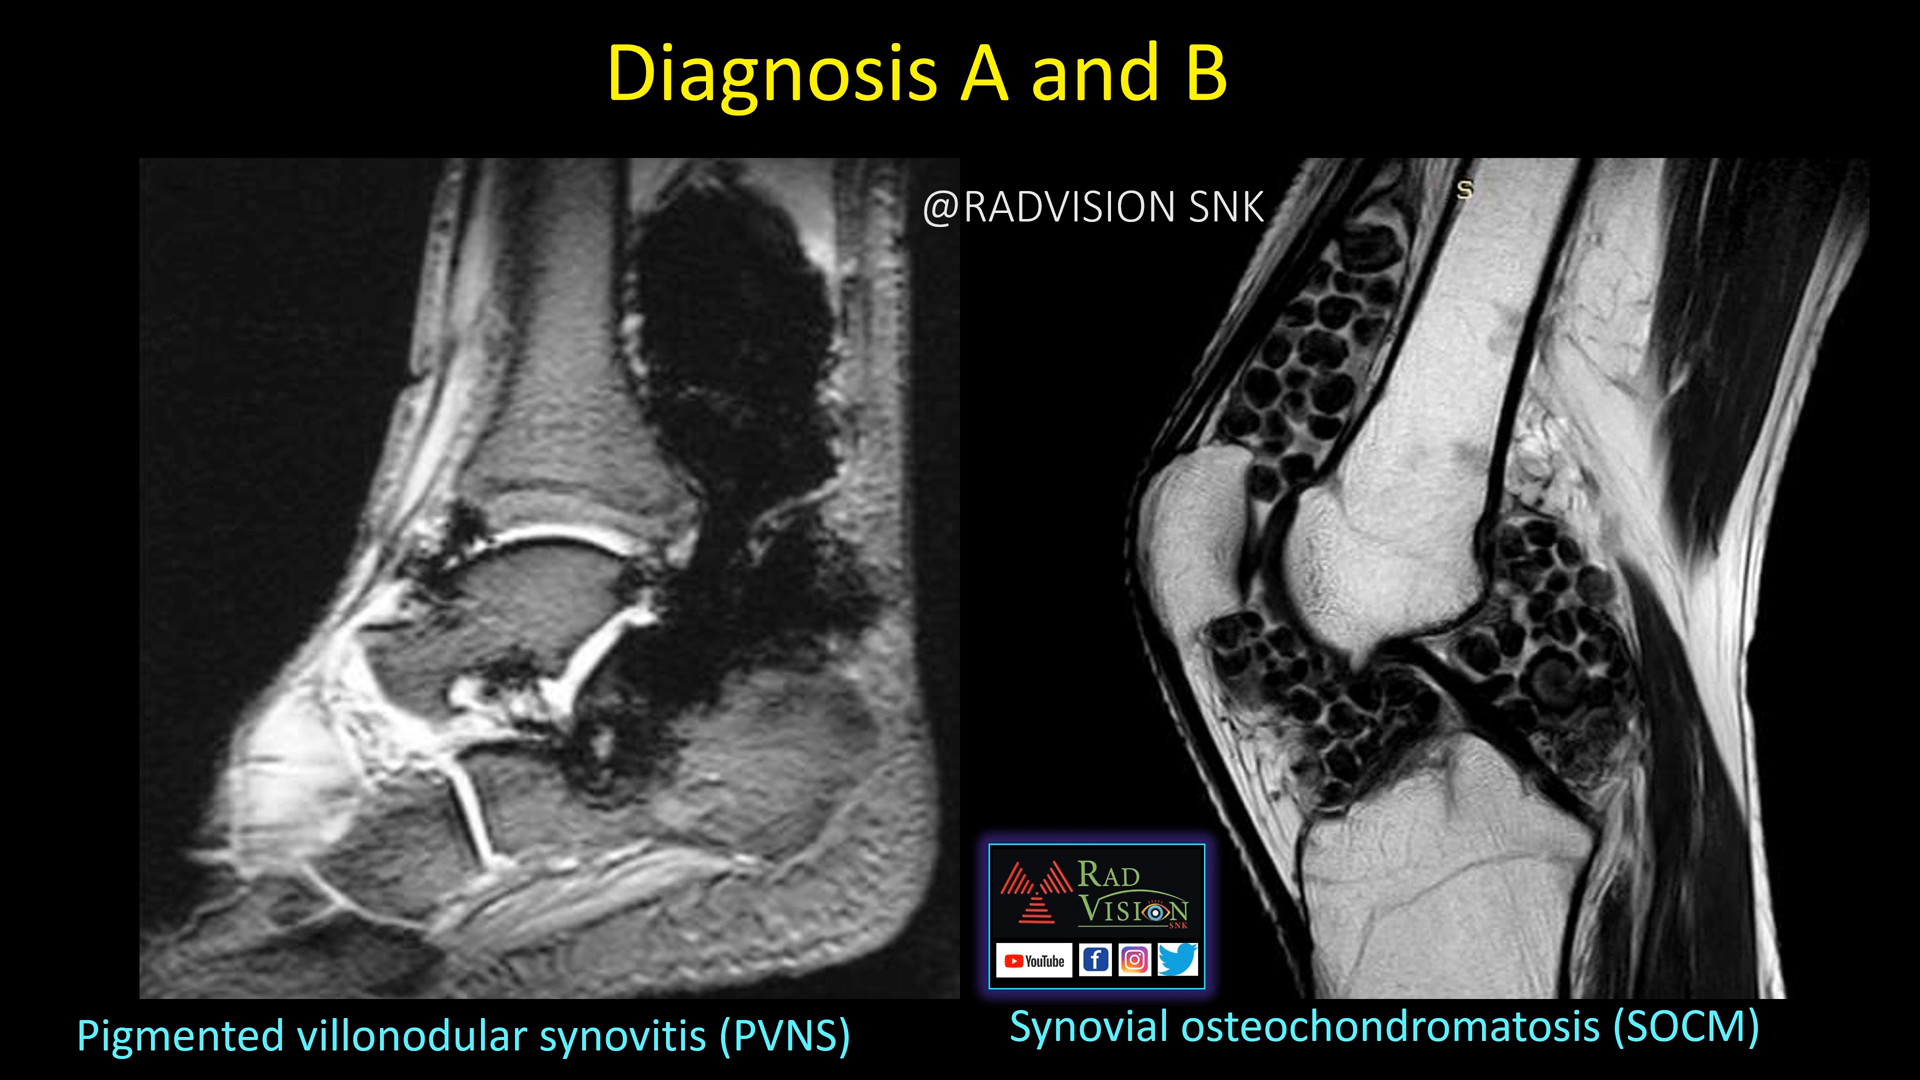 Diagnosis A and B
@RADVISION SNK
S
RAD
VISION
SNK
YouTube
f
Pigmented villonodular synovitis (PVNS)
Synovial osteochondromatosis (SOCM)